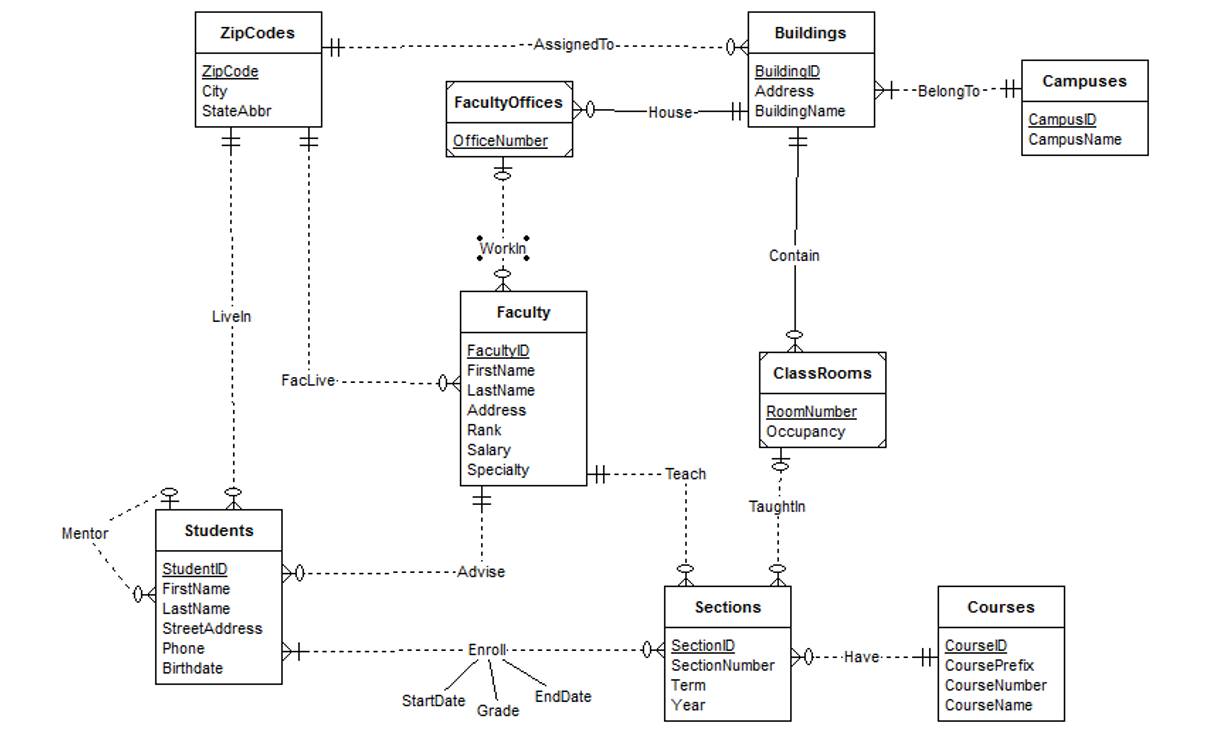 ZipCodes
ZipCode
City
StateAbbr
AssignedTo
Buildings
BuildingID
Address
BuildingName
BelongTo
Campuses
CampusID
CampusName
FacultyOffices
OfficeNumber
House
WorkIn
Contain
LiveIn
FacLive
Faculty
FacultyID
FirstName
LastName
Address
Rank
Salary
Specialty
ClassRooms
RoomNumber
Occupancy
Teach
TaughtIn
Mentor
Students
StudentID
FirstName
LastName
StreetAddress
Phone
Birthdate
Advise
Enroll
StartDate
Grade
EndDate
Sections
SectionID
SectionNumber
Term
Year
Have
Courses
CourseID
CoursePrefix
CourseNumber
CourseName